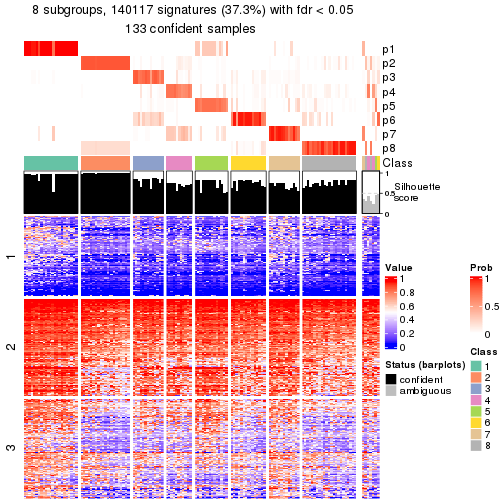 8 subgroups, 140117 signatures (37.3%) with fdr < 0.05
133 confident samples
p1
p2
p3
p4
p5
p6
p7
p8
Class
1
0.5
0
Silhouette
score
1
2
3
Value
1
0.8
0.6
0.4
0.2
0
Status (barplots)
confident
ambiguous
Prob
1
0.5
0
Class
1
2
3
4
5
6
7
8